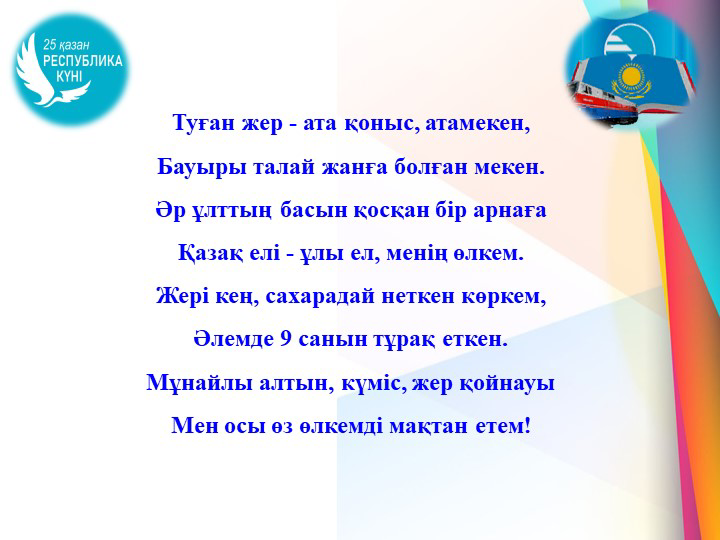 25 қазан
РЕСПУБЛИКА
КҮНІ
Туған жер - ата қоныс, атамекен,
Бауыры талай жанға болған мекен.
Әр ұлттың басын қосқан бір арнаға
Қазақ елі - ұлы ел, менің өлкем.
Жері кең, сахарадай неткен көркем,
Әлемде 9 санын тұрақ еткен.
Мұнайлы алтын, күміс, жер қойнауы
Мен осы өз өлкемді мақтан етем!